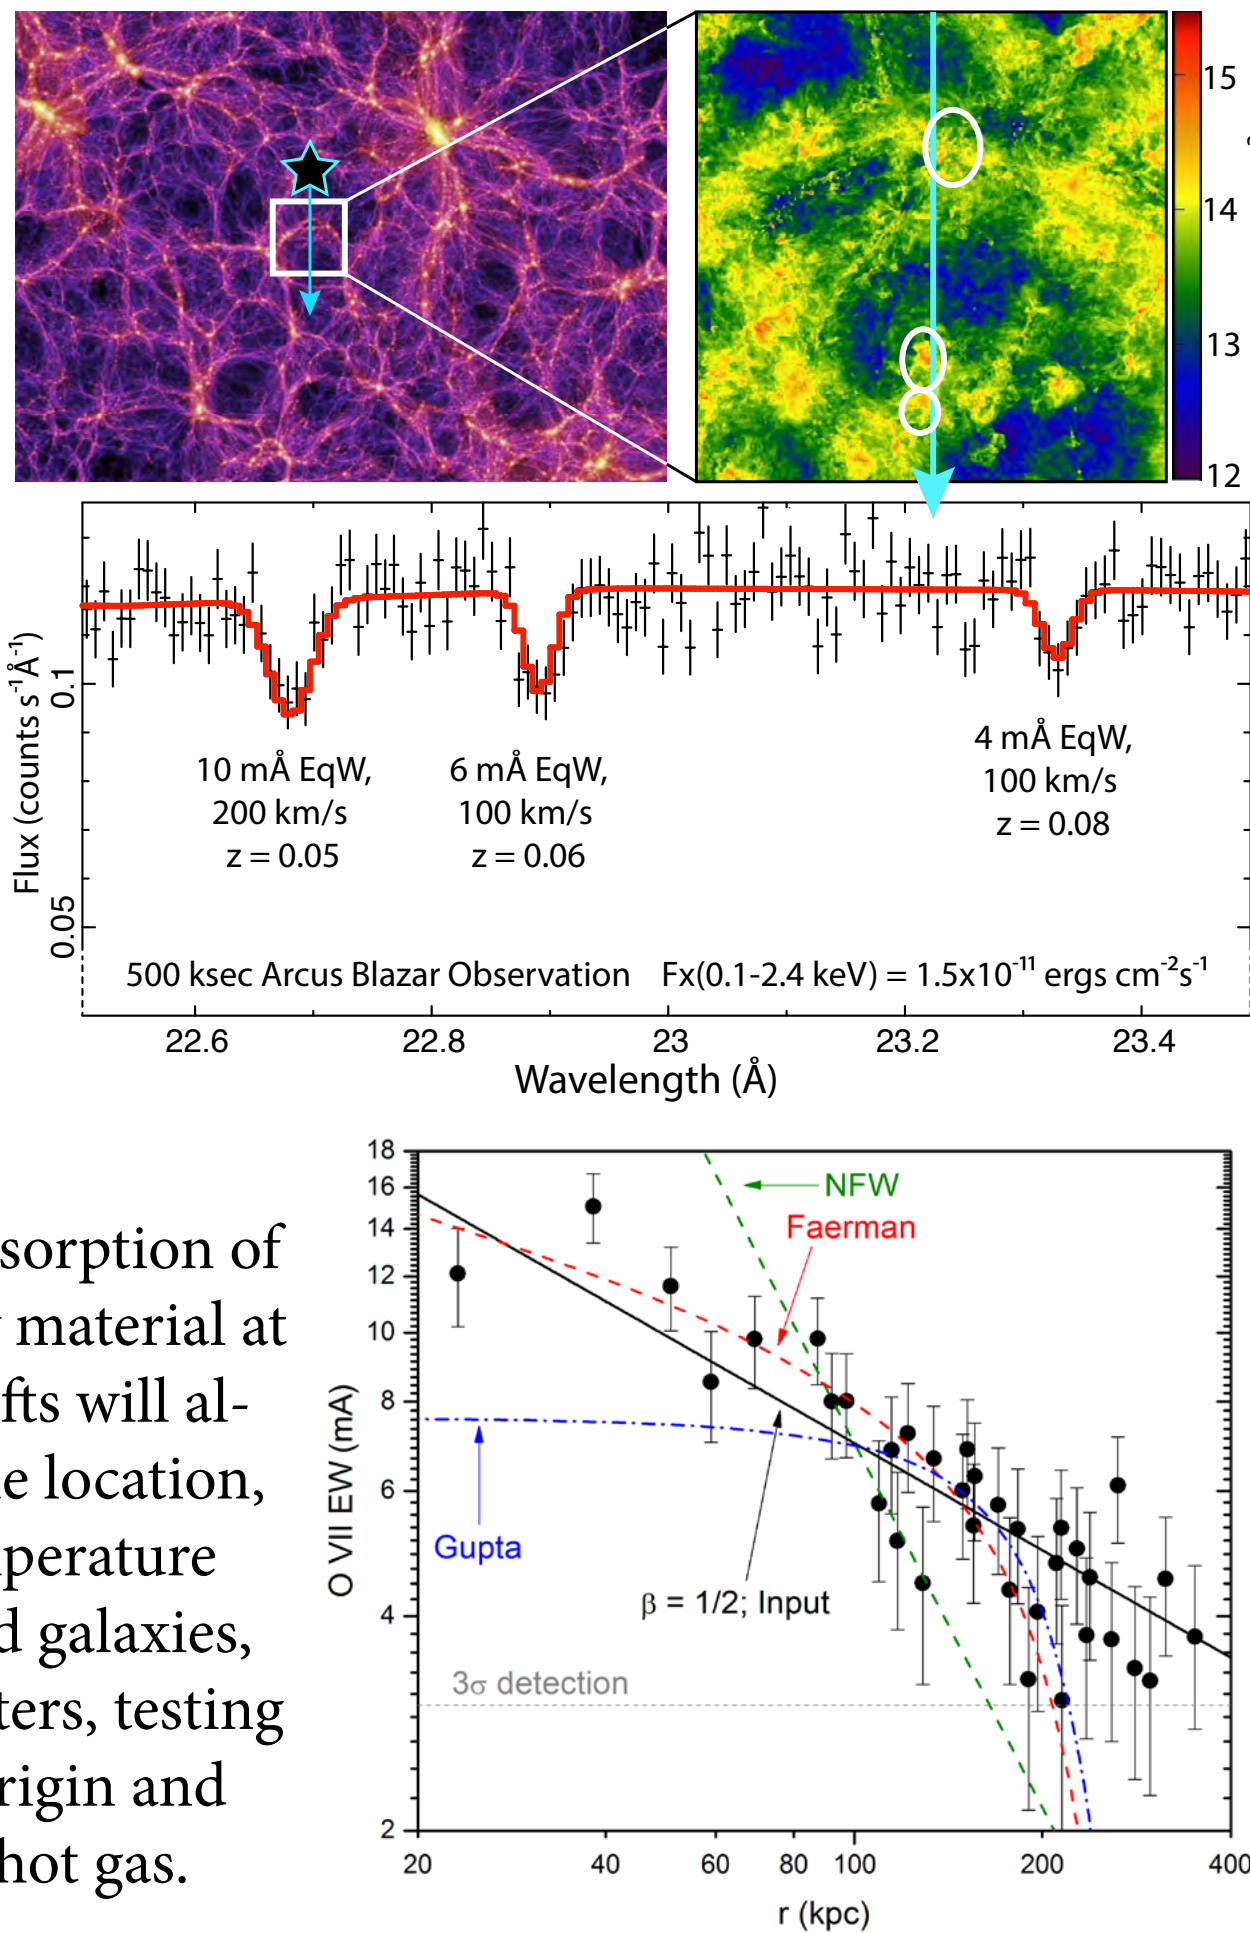 15
14
13
12
Flux (counts s⁻¹Å⁻¹)
0.1
0.05
10 mÅ EqW,
200 km/s
z = 0.05
6 mÅ EqW,
100 km/s
z = 0.06
4 mÅ EqW,
100 km/s
z = 0.08
500 ksec Arcus Blazar Observation Fx(0.1-2.4 keV) = 1.5x10⁻¹¹ ergs cm⁻²s⁻¹
22.6 22.8 23 23.2 23.4
Wavelength (Å)
sorption of
material at
fts will al-
e location,
perature
d galaxies,
ters, testing
rigin and
hot gas.
O VII EW (mA)
18
16
14
12
10
8
6
4
2
NFW
Faerman
Gupta
β = 1/2; Input
3σ detection
20 40 60 80 100 200 400
r (kpc)